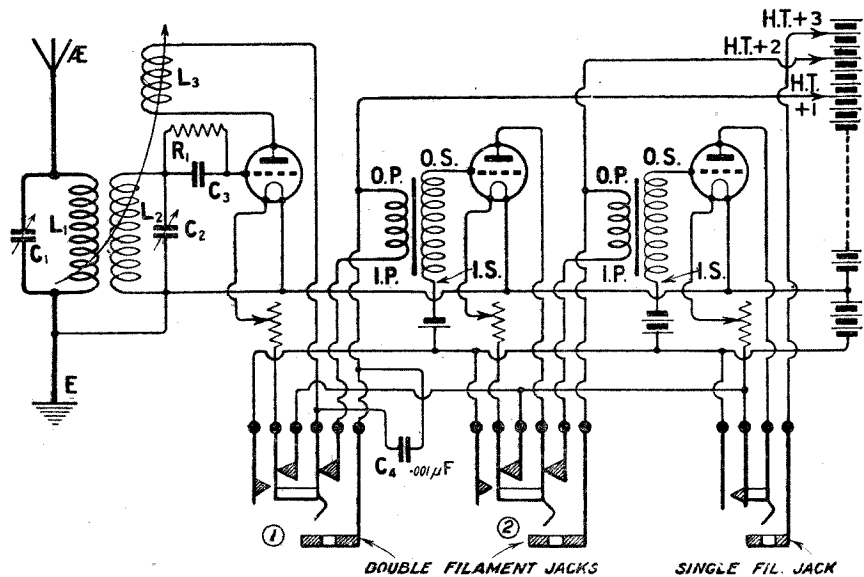 Æ
L₃
H.T.+3
H.T.+2
H.T.
+1
R₁
C₃
O.P.
O.S.
O.P.
O.S.
L₁
L₂
C₁
C₂
I.P.
I.S.
I.P.
I.S.
E
C₄ ·001μF
1
2
DOUBLE FILAMENT JACKS
SINGLE FIL. JACK